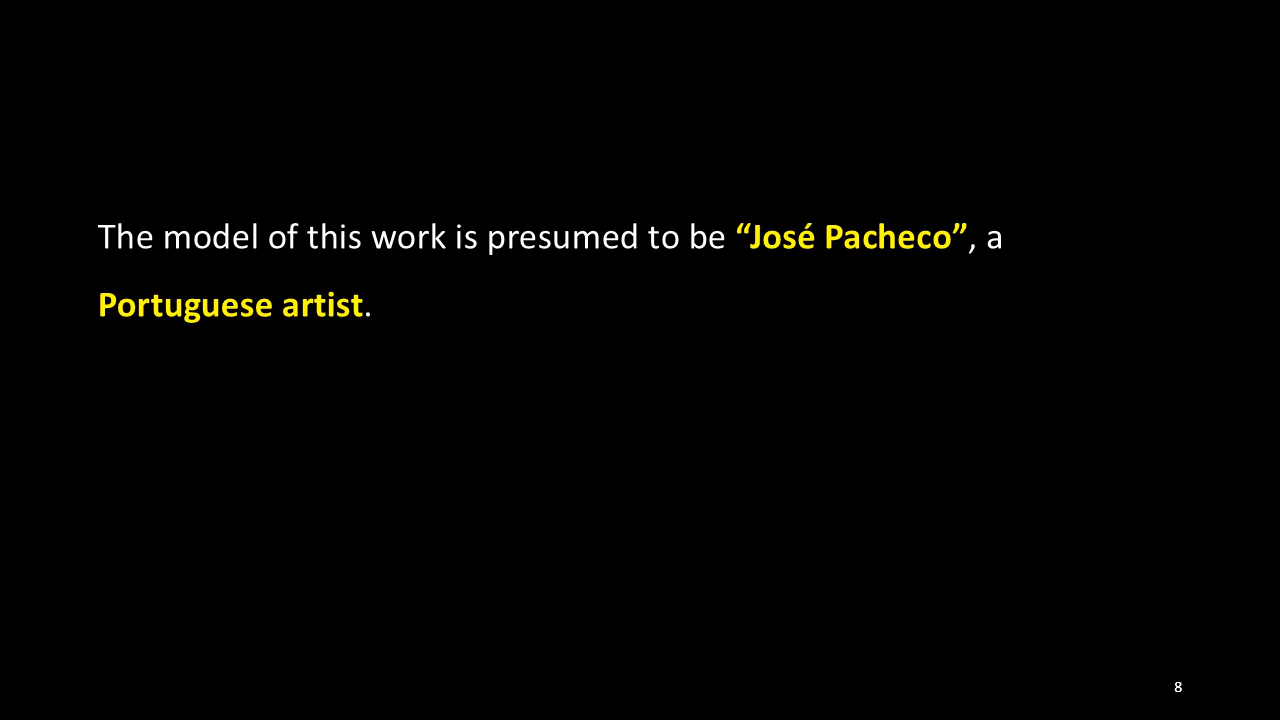 The model of this work is presumed to be “José Pacheco”, a
Portuguese artist.
8